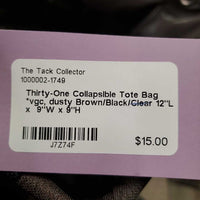 The Tack Collector
1000002-1749
Thirty-One Collapsible Tote Bag
*vgc, dusty Brown/Black/Clear 12"L
x 9"W x 9"H
$15.00
J7Z74F